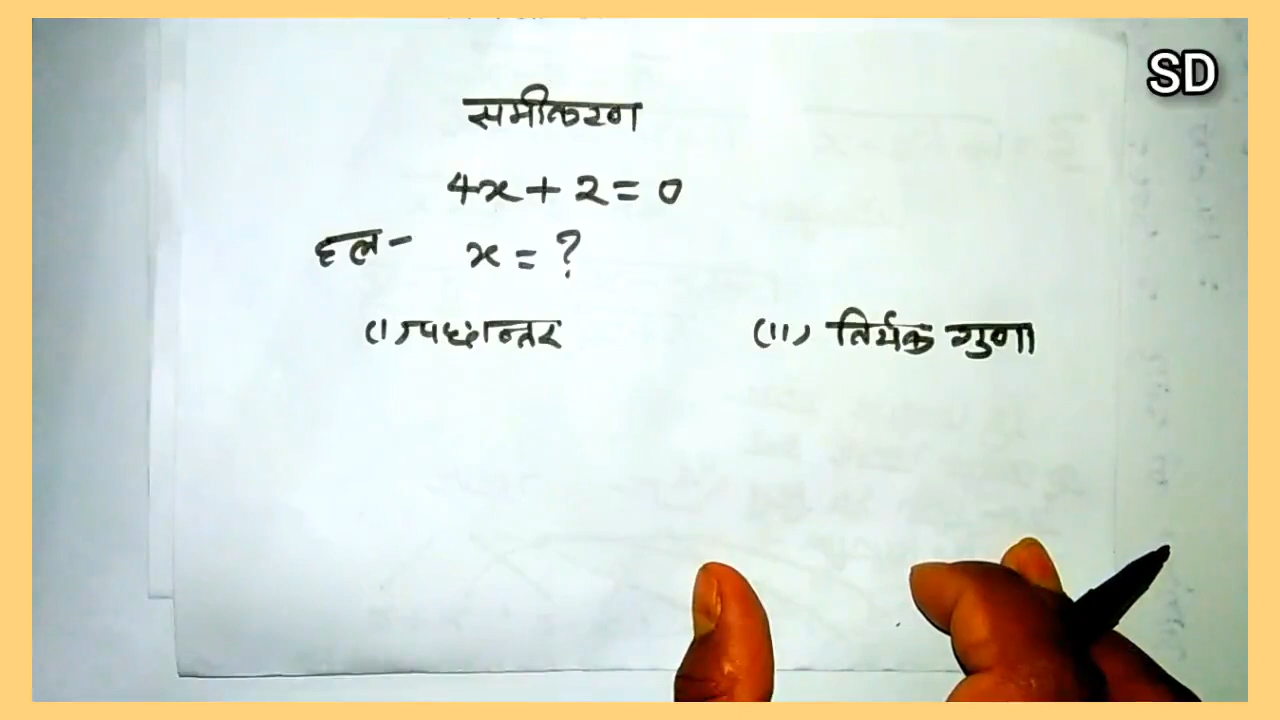 SD
समीकरण
4x + 2 = 0
हल - x = ?
(i) पक्षान्तर (ii) तिर्यक गुणा